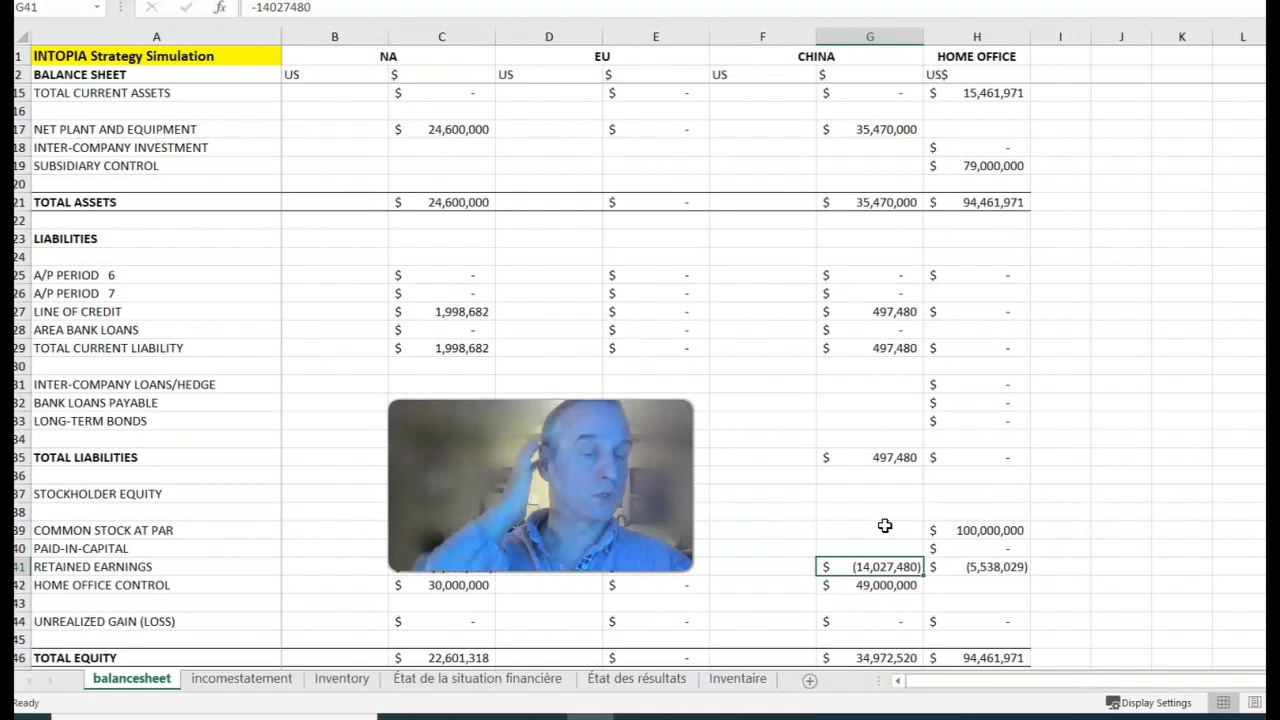 G41 fx -14027480
A B C D E F G H I J K L
1 INTOPIA Strategy Simulation NA EU CHINA HOME OFFICE
2 BALANCE SHEET US $ US $ US $ US$
15 TOTAL CURRENT ASSETS $ - $ - $ - $ 15,461,971
16
17 NET PLANT AND EQUIPMENT $ 24,600,000 $ - $ 35,470,000
18 INTER-COMPANY INVESTMENT $ -
19 SUBSIDIARY CONTROL $ 79,000,000
20
21 TOTAL ASSETS $ 24,600,000 $ - $ 35,470,000 $ 94,461,971
22
23 LIABILITIES
24
25 A/P PERIOD 6 $ - $ - $ - $ -
26 A/P PERIOD 7 $ - $ - $ -
27 LINE OF CREDIT $ 1,998,682 $ - $ 497,480 $ -
28 AREA BANK LOANS $ - $ - $ -
29 TOTAL CURRENT LIABILITY $ 1,998,682 $ - $ 497,480 $ -
30
31 INTER-COMPANY LOANS/HEDGE $ -
32 BANK LOANS PAYABLE $ -
33 LONG-TERM BONDS $ -
34
35 TOTAL LIABILITIES $ 497,480 $ -
36
37 STOCKHOLDER EQUITY
38
39 COMMON STOCK AT PAR $ 100,000,000
40 PAID-IN-CAPITAL $ -
41 RETAINED EARNINGS $ (14,027,480) $ (5,538,029)
42 HOME OFFICE CONTROL $ 30,000,000 $ - $ 49,000,000
43
44 UNREALIZED GAIN (LOSS) $ - $ - $ - $ -
45
46 TOTAL EQUITY $ 22,601,318 $ - $ 34,972,520 $ 94,461,971
balancesheet incomestatement Inventory État de la situation financière État des résultats Inventaire
Ready Display Settings